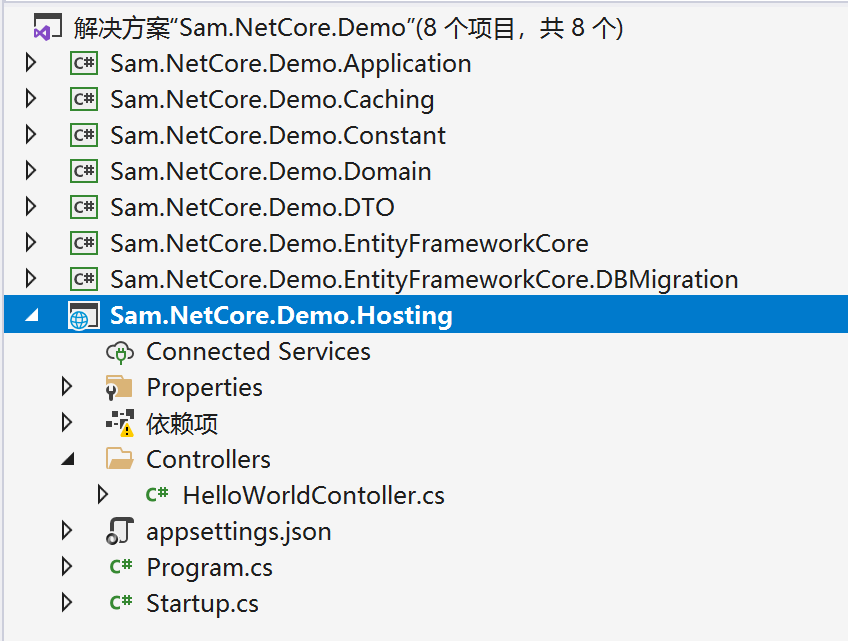 解决方案“Sam.NetCore.Demo”(8 个项目，共 8 个)
C# Sam.NetCore.Demo.Application
C# Sam.NetCore.Demo.Caching
C# Sam.NetCore.Demo.Constant
C# Sam.NetCore.Demo.Domain
C# Sam.NetCore.Demo.DTO
C# Sam.NetCore.Demo.EntityFrameworkCore
C# Sam.NetCore.Demo.EntityFrameworkCore.DBMigration
Sam.NetCore.Demo.Hosting
Connected Services
Properties
依赖项
Controllers
C# HelloWorldContoller.cs
appsettings.json
C# Program.cs
C# Startup.cs